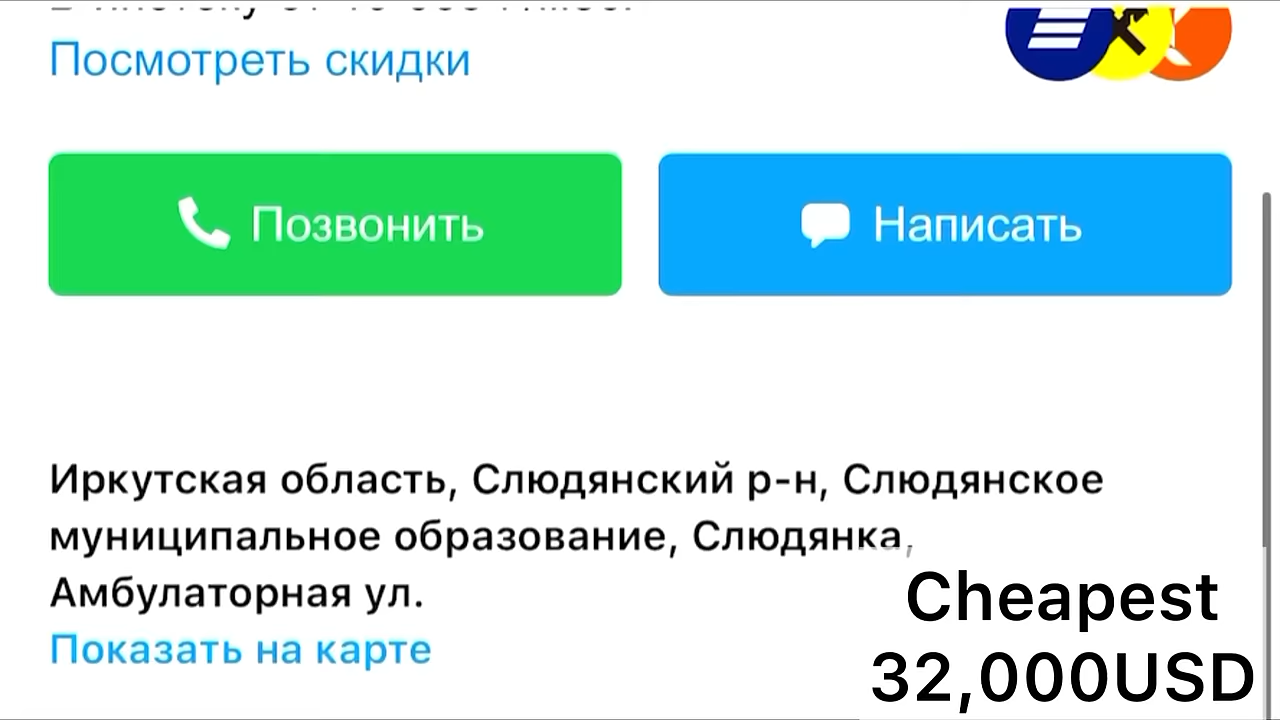 Посмотреть скидки
Позвонить
Написать
Иркутская область, Слюдянский р-н, Слюдянское
муниципальное образование, Слюдянка,
Амбулаторная ул.
Показать на карте
Cheapest
32,000USD